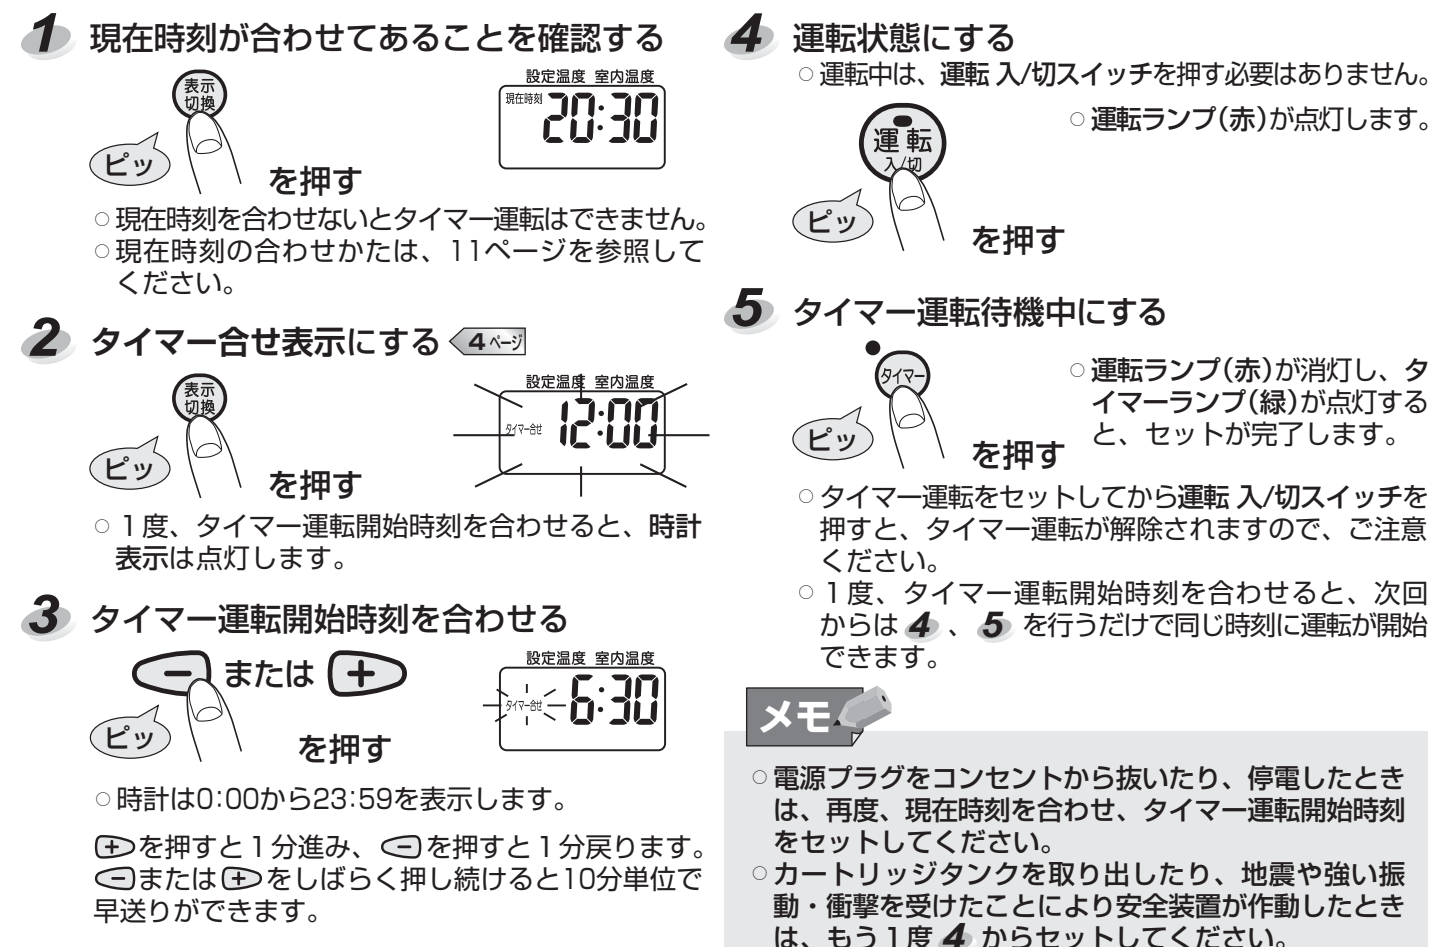 1 現在時刻が合わせてあることを確認する
表示
切換
ピッ
を押す
設定温度 室内温度
現在時刻 20:30
○現在時刻を合わせないとタイマー運転はできません。
○現在時刻の合わせかたは、11ページを参照して
ください。
2 タイマー合せ表示にする 4ページ
表示
切換
ピッ
を押す
設定温度 室内温度
タイマー合せ 12:00
○1度、タイマー運転開始時刻を合わせると、時計
表示は点灯します。
3 タイマー運転開始時刻を合わせる
− または +
ピッ
を押す
設定温度 室内温度
タイマー合せ 6:30
○時計は0:00から23:59を表示します。
+を押すと1分進み、−を押すと1分戻ります。
−または+をしばらく押し続けると10分単位で
早送りができます。
4 運転状態にする
○運転中は、運転 入/切スイッチを押す必要はありません。
運転
入/切
ピッ
を押す
○運転ランプ(赤)が点灯します。
5 タイマー運転待機中にする
タイマー
ピッ
を押す
○運転ランプ(赤)が消灯し、タ
イマーランプ(緑)が点灯する
と、セットが完了します。
○タイマー運転をセットしてから運転 入/切スイッチを
押すと、タイマー運転が解除されますので、ご注意
ください。
○1度、タイマー運転開始時刻を合わせると、次回
からは 4 、 5 を行うだけで同じ時刻に運転が開始
できます。
メモ
○電源プラグをコンセントから抜いたり、停電したとき
は、再度、現在時刻を合わせ、タイマー運転開始時刻
をセットしてください。
○カートリッジタンクを取り出したり、地震や強い振
動・衝撃を受けたことにより安全装置が作動したとき
は、もう1度 4 からセットしてください。